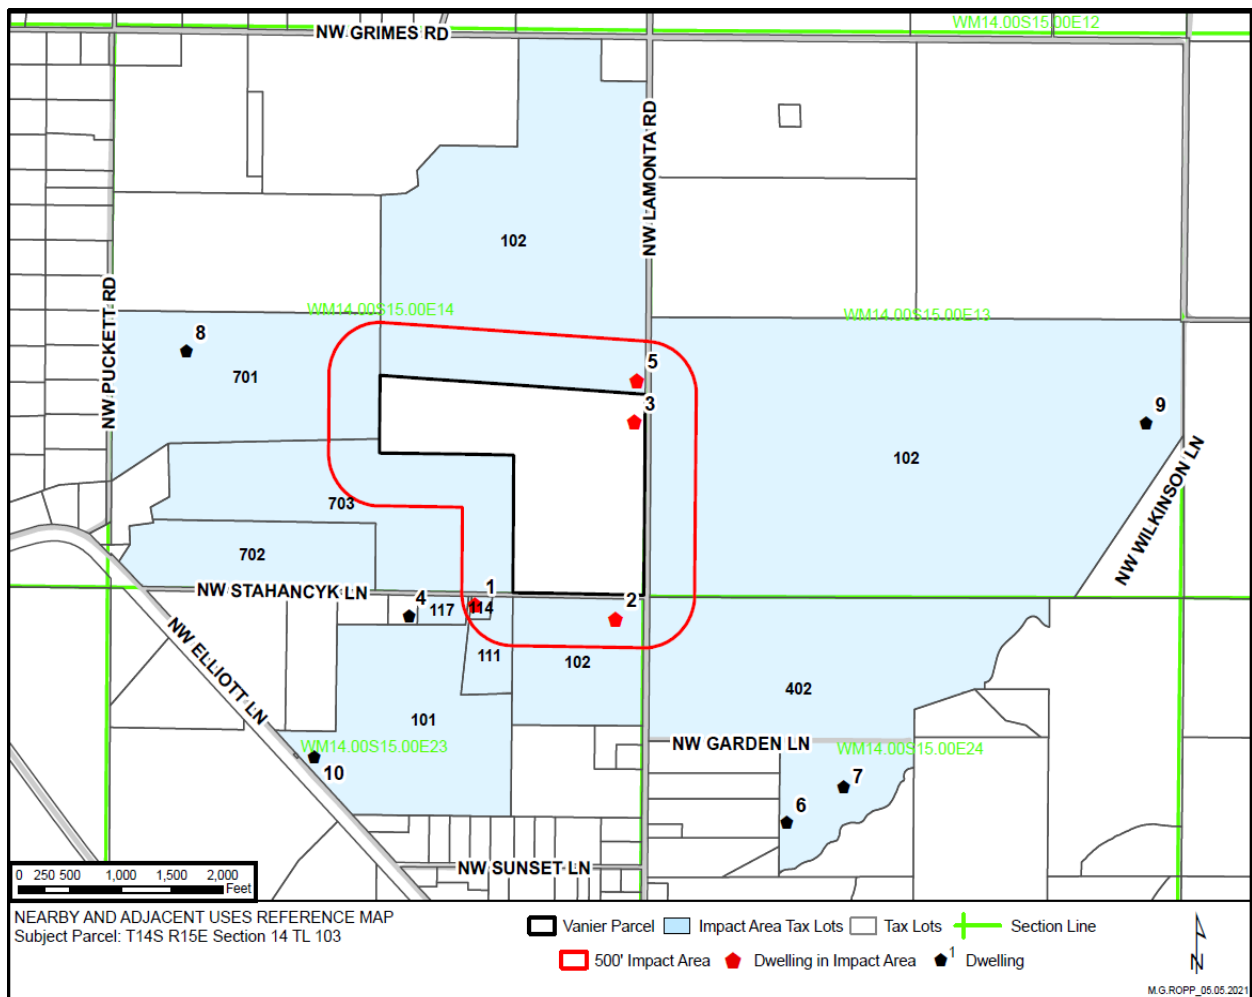 WM14.00S15.00E12
NW GRIMES RD
NW LAMONTA RD
102
NW PUCKETT RD
WM14.00S15.00E14
WM14.00S15.00E13
8
701
5
3
9
102
703
NW WILKINSON LN
702
NW STAHANCYK LN
4
117
1
114
2
111
102
NW ELLIOTT LN
402
101
WM14.00S15.00E23
10
NW GARDEN LN
WM14.00S15.00E24
7
6
NW SUNSET LN
0 250 500 1,000 1,500 2,000
Feet
NEARBY AND ADJACENT USES REFERENCE MAP
Subject Parcel: T14S R15E Section 14 TL 103
Vanier Parcel Impact Area Tax Lots Tax Lots Section Line
500' Impact Area Dwelling in Impact Area 1 Dwelling
N
M.G.ROPP_05.05.2021